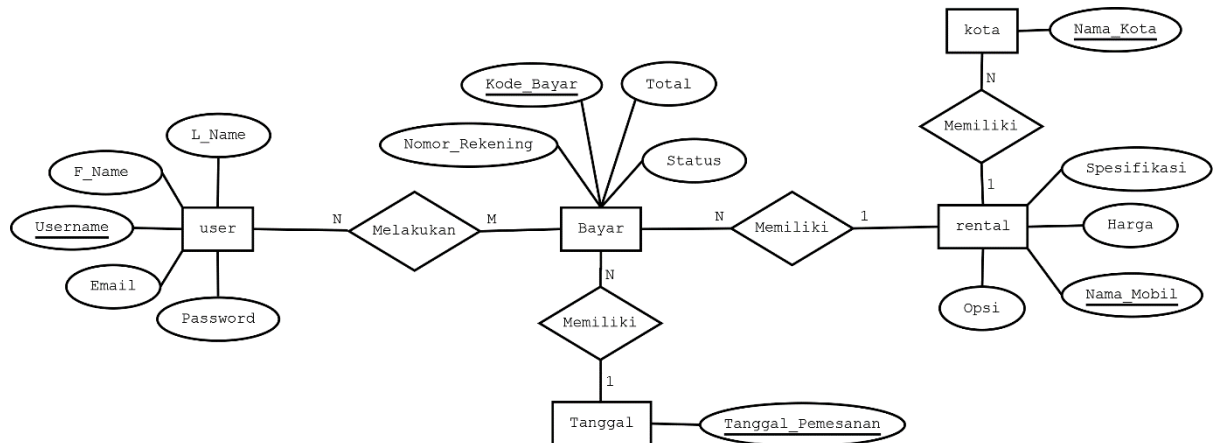 kota
Nama_Kota
N
Memiliki
1
Kode_Bayar
Total
Nomor_Rekening
Status
L_Name
F_Name
Username
Email
Password
user
N
Melakukan
M
Bayar
N
Memiliki
1
rental
Spesifikasi
Harga
Nama_Mobil
Opsi
N
Memiliki
1
Tanggal
Tanggal_Pemesanan